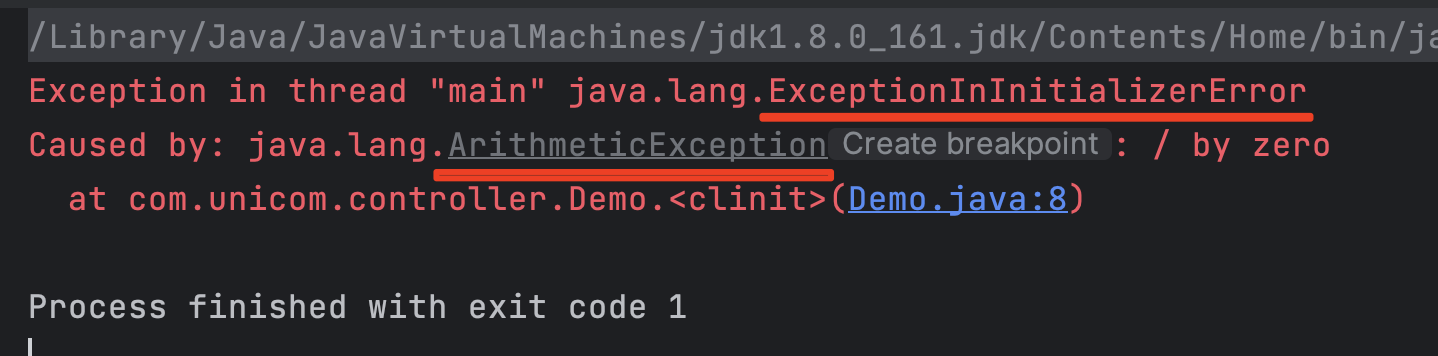 /Library/Java/JavaVirtualMachines/jdk1.8.0_161.jdk/Contents/Home/bin/ja
Exception in thread "main" java.lang.ExceptionInInitializerError
Caused by: java.lang.ArithmeticException Create breakpoint : / by zero
at com.unicom.controller.Demo.<clinit>(Demo.java:8)
Process finished with exit code 1